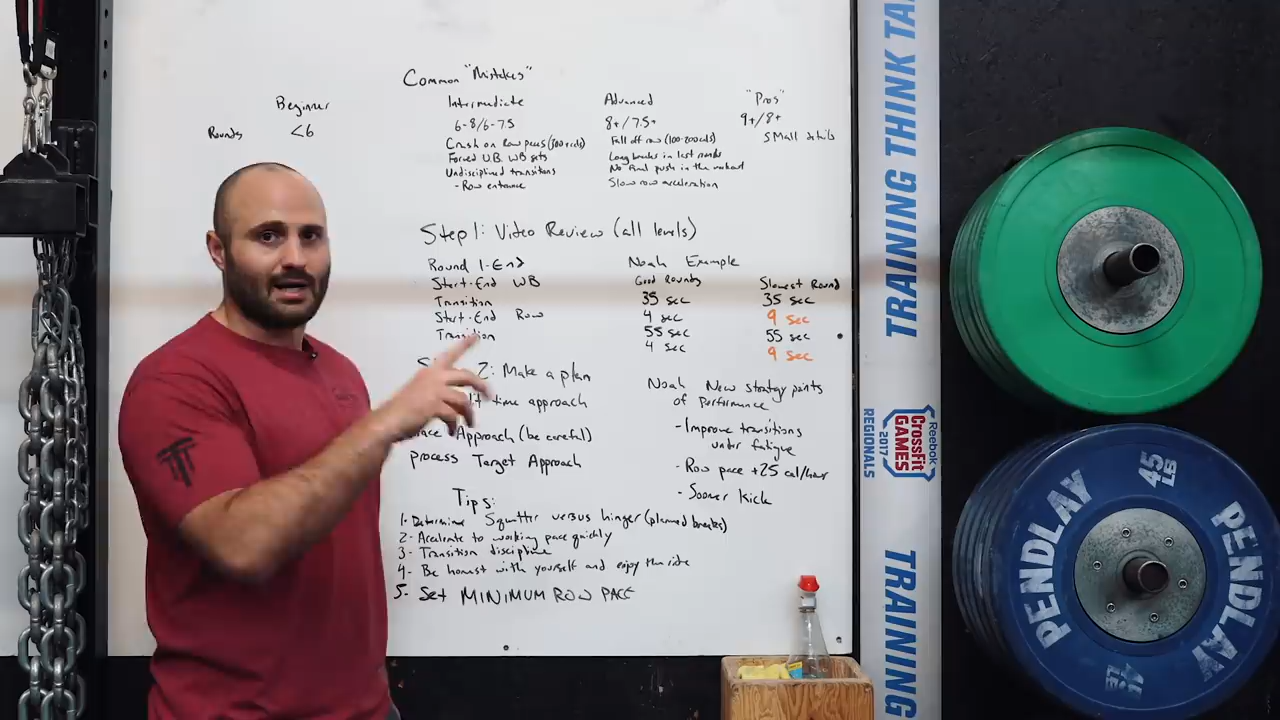 Common "Mistakes"
Beginner
Rounds <6
Intermediate
6-8/6-7.5
Crash on Row paces (500 rds)
Forced U.B. WB sets
Undisciplined transitions
- Row entrance
Advanced
8+/7.5+
Fall off row (100-200rds)
Long breaks in last rounds
No final push in the workout
Slow row acceleration
"Pros"
9+/8+
Small details
Step 1: Video Review (all levels)
Round 1-End
Start-End WB
Transition
Start-End Row
Transition
Noah Example
Good Rounds
35 sec
4 sec
55 sec
4 sec
Slowest Round
35 sec
9 sec
55 sec
9 sec
2: Make a plan
time approach
Approach (be careful)
process Target Approach
Noah New strategy points
of performance
- Improve transitions
under fatigue
- Row pace +25 cal/hour
- Sooner Kick
Tips:
1- Determine Squatter versus hinger (planned breaks)
2- Acelerate to working pace quickly
3- Transition discipline
4- Be honest with yourself and enjoy the ride
5- Set MINIMUM ROW PACE
TRAINING THINK TA
Reebok
CrossFit
GAMES
2017
REGIONALS
TRAINING
45
LB
PENDLAY
PENDLAY